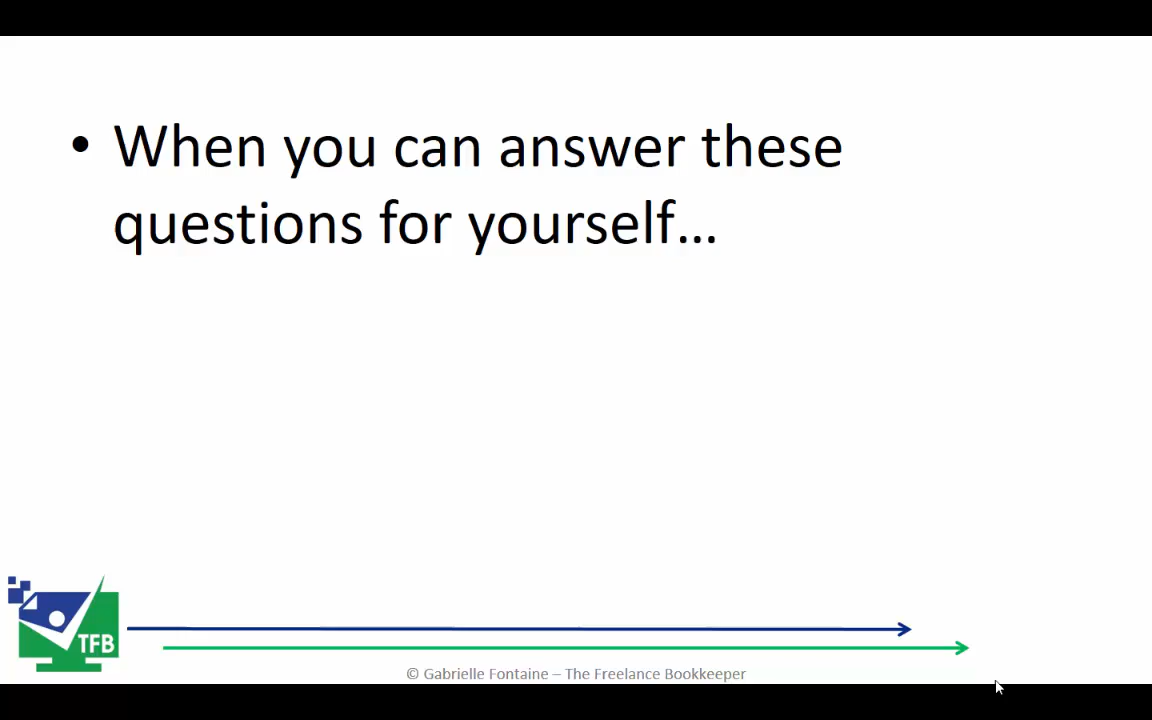 • When you can answer these
questions for yourself…
TFB
© Gabrielle Fontaine – The Freelance Bookkeeper